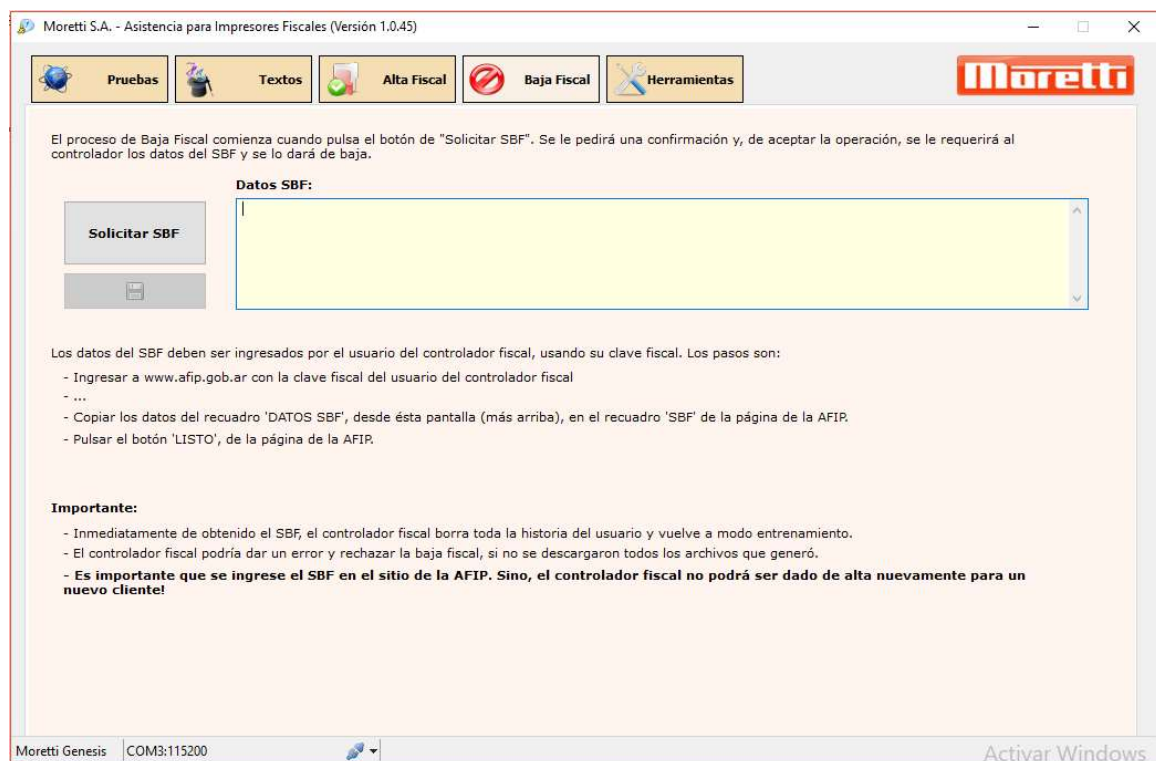 Moretti S.A. - Asistencia para Impresores Fiscales (Versión 1.0.45)
Pruebas
Textos
Alta Fiscal
Baja Fiscal
Herramientas
Moretti
El proceso de Baja Fiscal comienza cuando pulsa el botón de "Solicitar SBF". Se le pedirá una confirmación y, de aceptar la operación, se le requerirá al
controlador los datos del SBF y se lo dará de baja.
Datos SBF:
Solicitar SBF
Los datos del SBF deben ser ingresados por el usuario del controlador fiscal, usando su clave fiscal. Los pasos son:
- Ingresar a www.afip.gob.ar con la clave fiscal del usuario del controlador fiscal
- ...
- Copiar los datos del recuadro 'DATOS SBF', desde ésta pantalla (más arriba), en el recuadro 'SBF' de la página de la AFIP.
- Pulsar el botón 'LISTO', de la página de la AFIP.
Importante:
- Inmediatamente de obtenido el SBF, el controlador fiscal borra toda la historia del usuario y vuelve a modo entrenamiento.
- El controlador fiscal podría dar un error y rechazar la baja fiscal, si no se descargaron todos los archivos que generó.
- Es importante que se ingrese el SBF en el sitio de la AFIP. Sino, el controlador fiscal no podrá ser dado de alta nuevamente para un
nuevo cliente!
Moretti Genesis
COM3:115200
Activar Windows